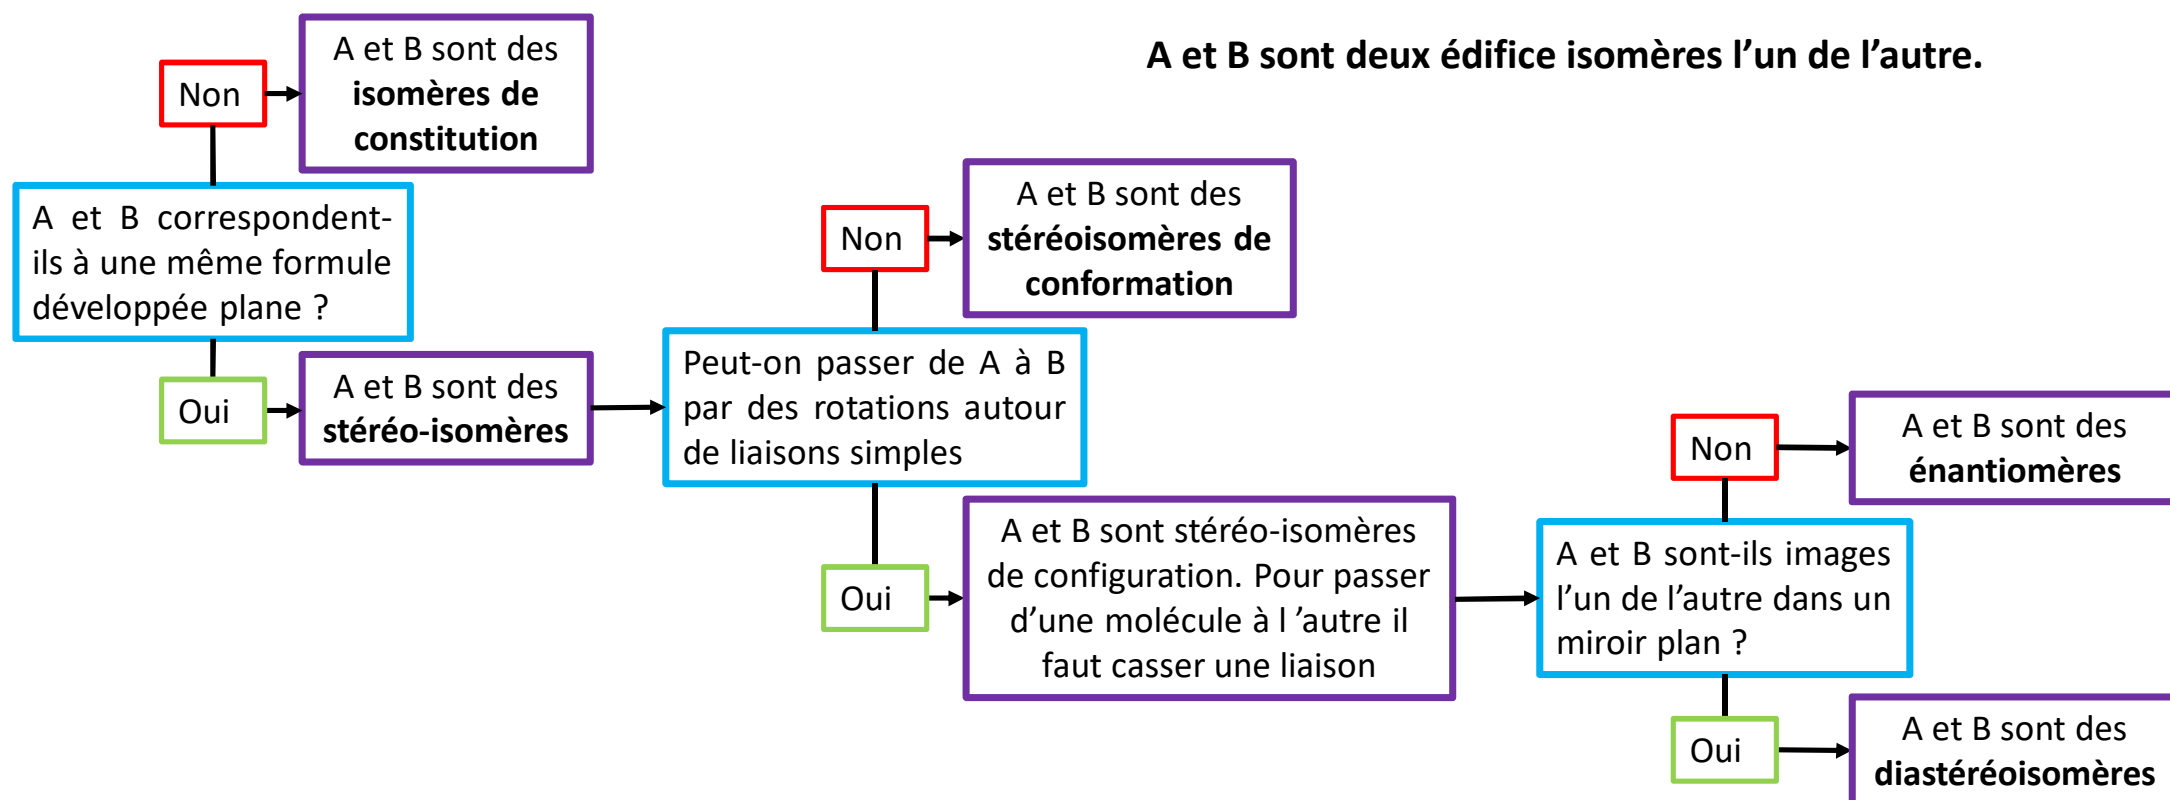 A et B sont deux édifice isomères l’un de l’autre.
A et B sont des
isomères de
constitution
Non
A et B correspondent-
ils à une même formule
développée plane ?
Oui
A et B sont des
stéréo-isomères
Non
A et B sont des
stéréoisomères de
conformation
Peut-on passer de A à B
par des rotations autour
de liaisons simples
Oui
A et B sont stéréo-isomères
de configuration. Pour passer
d’une molécule à l ’autre il
faut casser une liaison
Non
A et B sont des
énantiomères
A et B sont-ils images
l’un de l’autre dans un
miroir plan ?
Oui
A et B sont des
diastéréoisomères